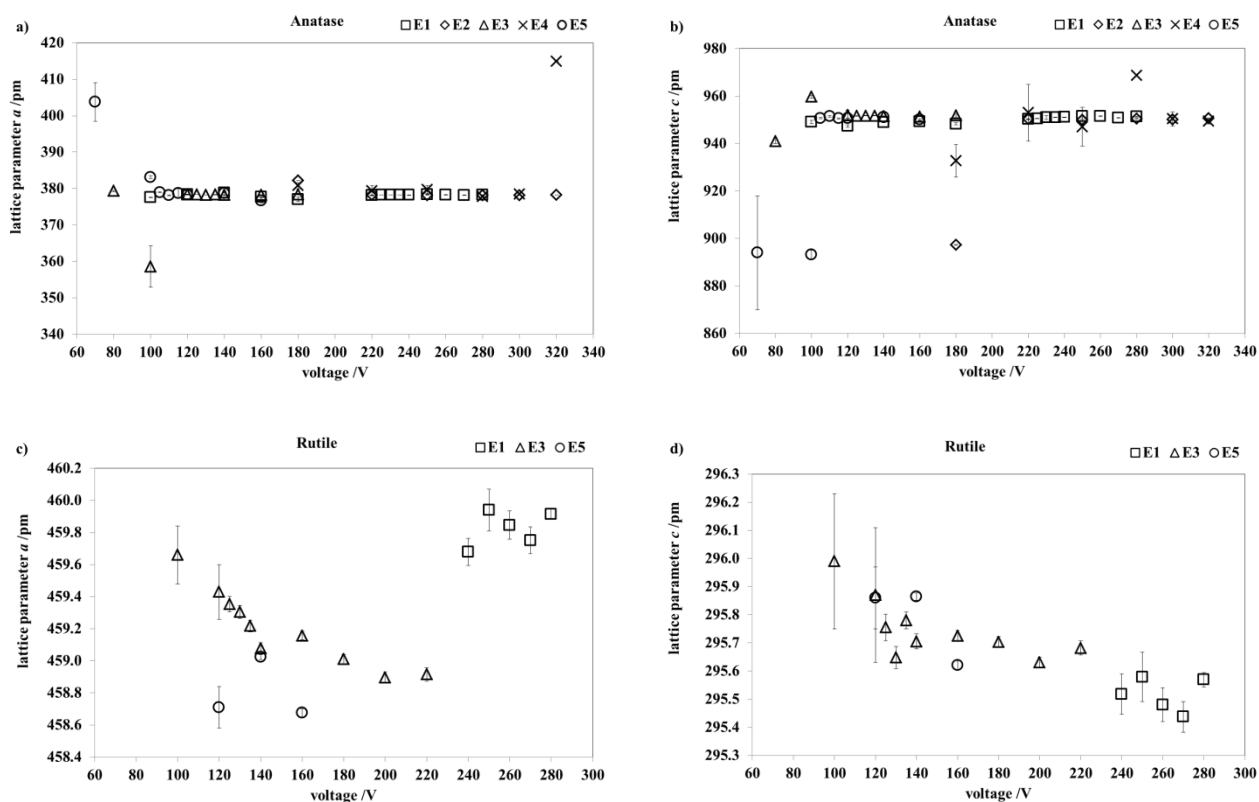 a) Anatase
E1 E2 E3 E4 E5
lattice parameter a /pm
420
410
400
390
380
370
360
350
340
60 80 100 120 140 160 180 200 220 240 260 280 300 320 340
voltage /V
b) Anatase
E1 E2 E3 E4 E5
lattice parameter c /pm
980
960
940
920
900
880
860
60 80 100 120 140 160 180 200 220 240 260 280 300 320 340
voltage /V
c) Rutile
E1 E3 E5
lattice parameter a /pm
460.2
460.0
459.8
459.6
459.4
459.2
459.0
458.8
458.6
458.4
60 80 100 120 140 160 180 200 220 240 260 280 300
voltage /V
d) Rutile
E1 E3 E5
lattice parameter c /pm
296.3
296.2
296.1
296.0
295.9
295.8
295.7
295.6
295.5
295.4
295.3
60 80 100 120 140 160 180 200 220 240 260 280 300
voltage /V